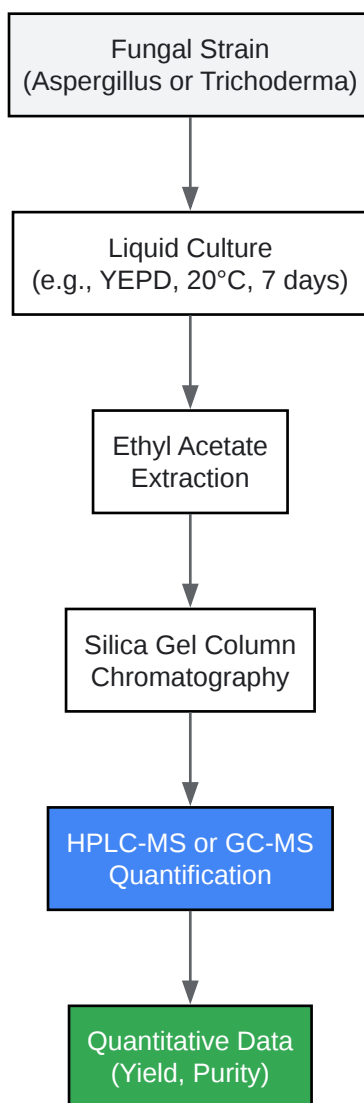 Fungal Strain
(Aspergillus or Trichoderma)
Liquid Culture
(e.g., YEPD, 20°C, 7 days)
Ethyl Acetate
Extraction
Silica Gel Column
Chromatography
HPLC-MS or GC-MS
Quantification
Quantitative Data
(Yield, Purity)